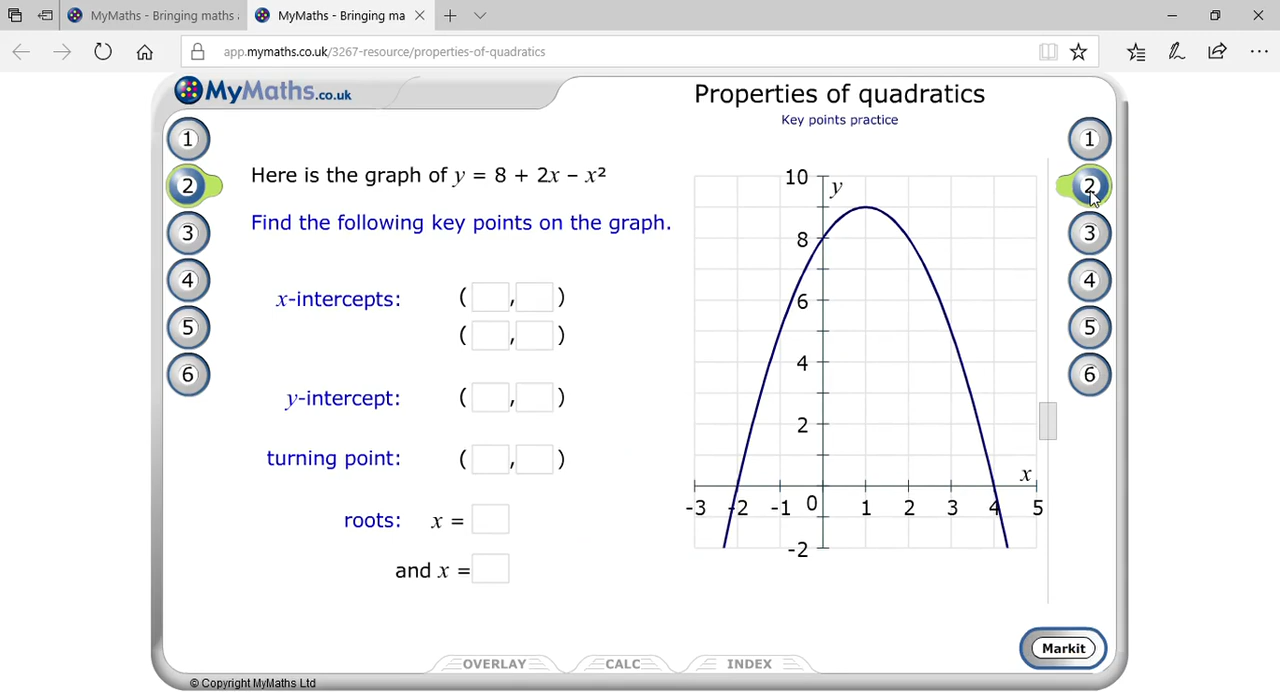 MyMaths - Bringing maths a
MyMaths - Bringing ma
app.mymaths.co.uk/3267-resource/properties-of-quadratics
MyMaths.co.uk
Properties of quadratics
Key points practice
1
2
3
4
5
6
Here is the graph of y = 8 + 2x − x²
Find the following key points on the graph.
x-intercepts: ( , )
( , )
y-intercept: ( , )
turning point: ( , )
roots: x =
and x =
10
y
8
6
4
2
x
-3 -2 -1 0 1 2 3 4 5
-2
1
2
3
4
5
6
Markit
OVERLAY CALC INDEX
© Copyright MyMaths Ltd